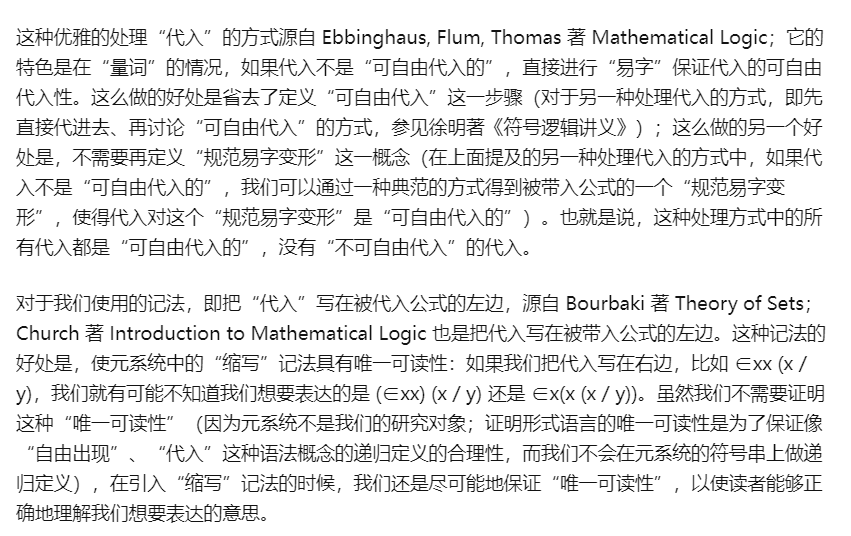 这种优雅的处理“代入”的方式源自 Ebbinghaus, Flum, Thomas 著 Mathematical Logic；它的
特色是在“量词”的情况，如果代入不是“可自由代入的”，直接进行“易字”保证代入的可自由
代入性。这么做的好处是省去了定义“可自由代入”这一步骤（对于另一种处理代入的方式，即先
直接代进去、再讨论“可自由代入”的方式，参见徐明著《符号逻辑讲义》）；这么做的另一个好
处是，不需要再定义“规范易字变形”这一概念（在上面提及的另一种处理代入的方式中，如果代
入不是“可自由代入的”，我们可以通过一种典范的方式得到被带入公式的一个“规范易字变
形”，使得代入对这个“规范易字变形”是“可自由代入的”）。也就是说，这种处理方式中的所
有代入都是“可自由代入的”，没有“不可自由代入”的代入。
对于我们使用的记法，即把“代入”写在被代入公式的左边，源自 Bourbaki 著 Theory of Sets；
Church 著 Introduction to Mathematical Logic 也是把代入写在被带入公式的左边。这种记法的
好处是，使元系统中的“缩写”记法具有唯一可读性：如果我们把代入写在右边，比如 ∈xx (x /
y)，我们就有可能不知道我们想要表达的是 (∈xx) (x / y) 还是 ∈x(x (x / y))。虽然我们不需要证明
这种“唯一可读性”（因为元系统不是我们的研究对象；证明形式语言的唯一可读性是为了保证像
“自由出现”、“代入”这种语法概念的递归定义的合理性，而我们不会在元系统的符号串上做递
归定义），在引入“缩写”记法的时候，我们还是尽可能地保证“唯一可读性”，以使读者能够正
确地理解我们想要表达的意思。